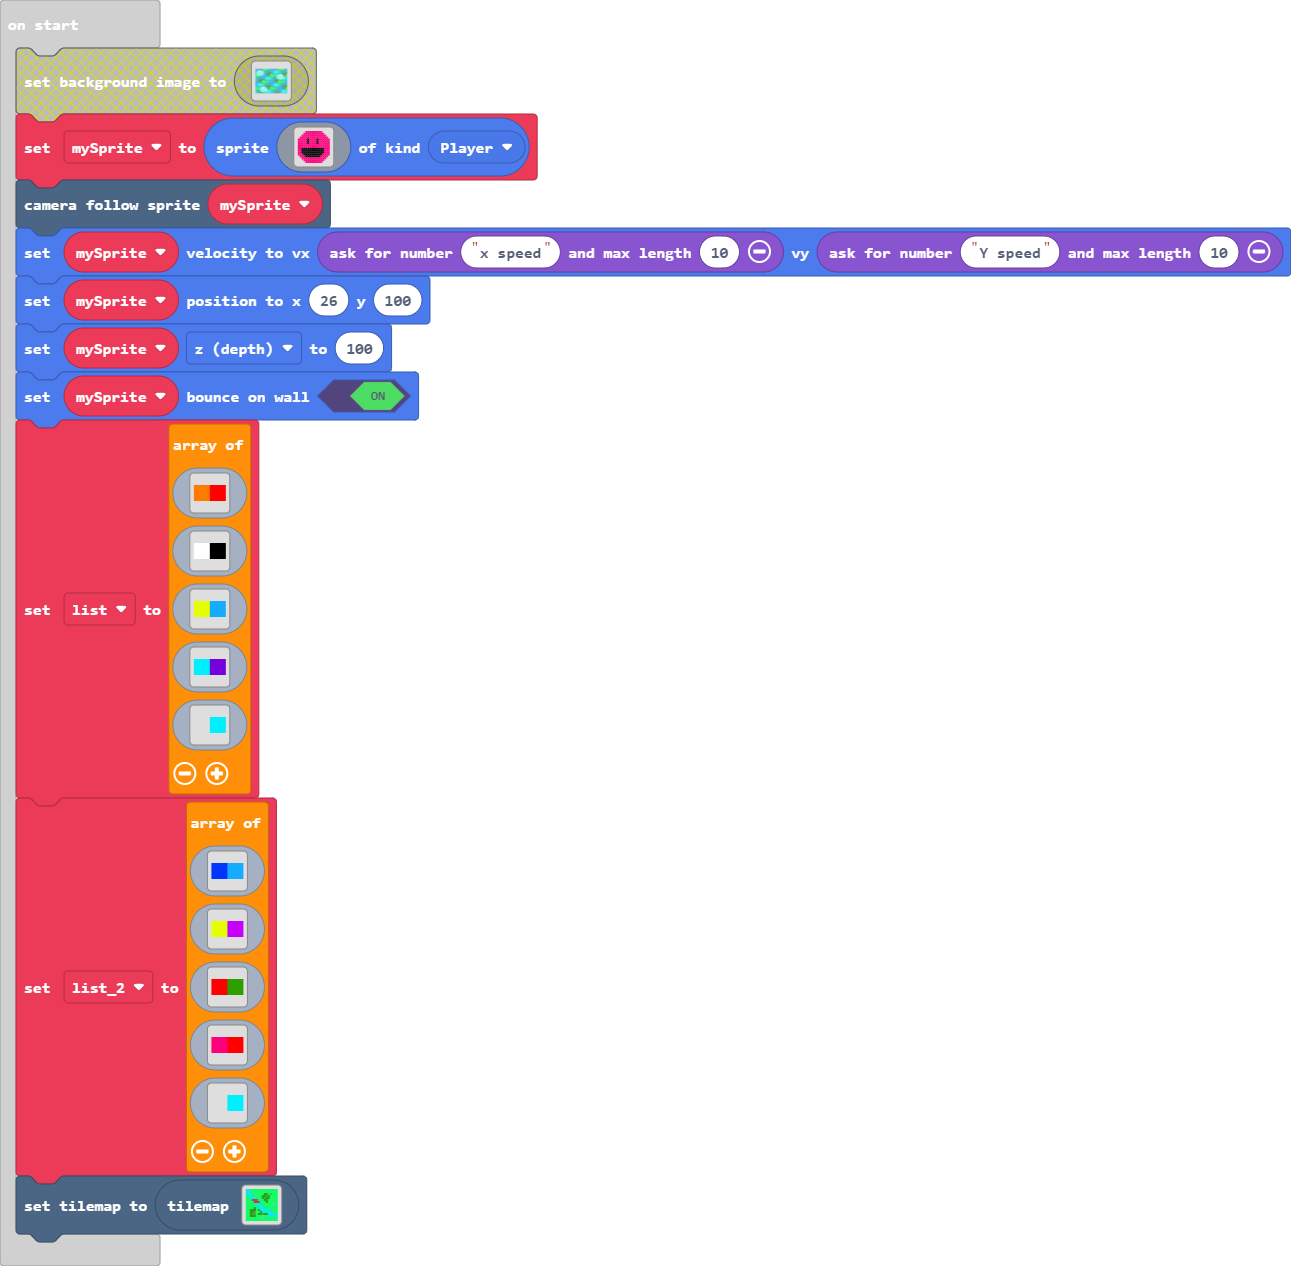 on start
set background image to
set mySprite to sprite of kind Player
camera follow sprite mySprite
set mySprite velocity to vx ask for number "x speed" and max length 10 vy ask for number "Y speed" and max length 10
set mySprite position to x 26 y 100
set mySprite z (depth) to 100
set mySprite bounce on wall ON
array of
set list to
array of
set list_2 to
set tilemap to tilemap